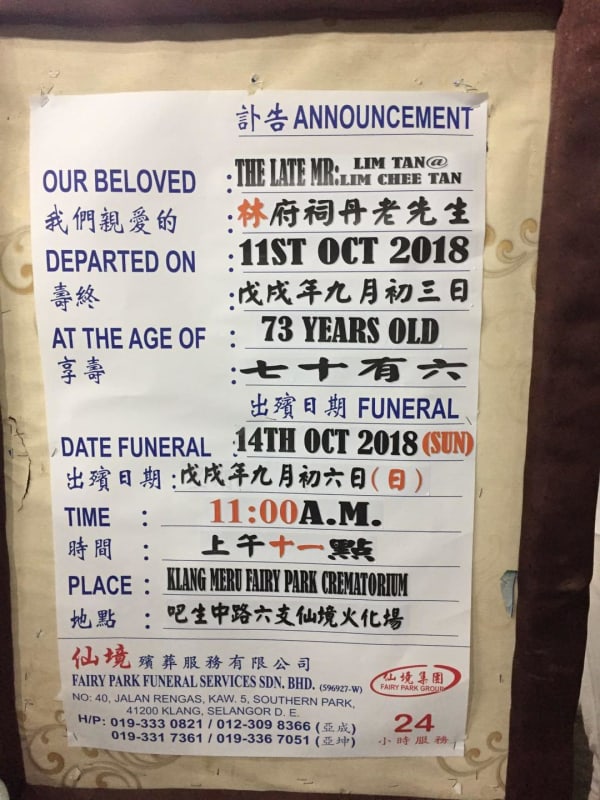 訃告 ANNOUNCEMENT
OUR BELOVED : THE LATE MR: LIM TAN@
LIM CHEE TAN
我們親愛的 : 林府祠丹老先生
DEPARTED ON : 11ST OCT 2018
壽終 : 戊戌年九月初三日
AT THE AGE OF : 73 YEARS OLD
享壽 : 七十有六
出殯日期 FUNERAL
DATE FUNERAL : 14TH OCT 2018 (SUN)
出殯日期 : 戊戌年九月初六日(日)
TIME : 11:00A.M.
時間 : 上午十一點
PLACE : KLANG MERU FAIRY PARK CREMATORIUM
地點 : 吧生中路六支仙境火化場
仙境 殯葬服務有限公司
FAIRY PARK FUNERAL SERVICES SDN, BHD. (596927-W)
NO: 40, JALAN RENGAS, KAW. 5, SOUTHERN PARK,
41200 KLANG, SELANGOR D. E.
H/P: 019-333 0821 / 012-309 8366 (亞成)
019-331 7361 / 019-336 7051 (亞坤)
仙境集團
FAIRY PARK GROUP
24
小時服務